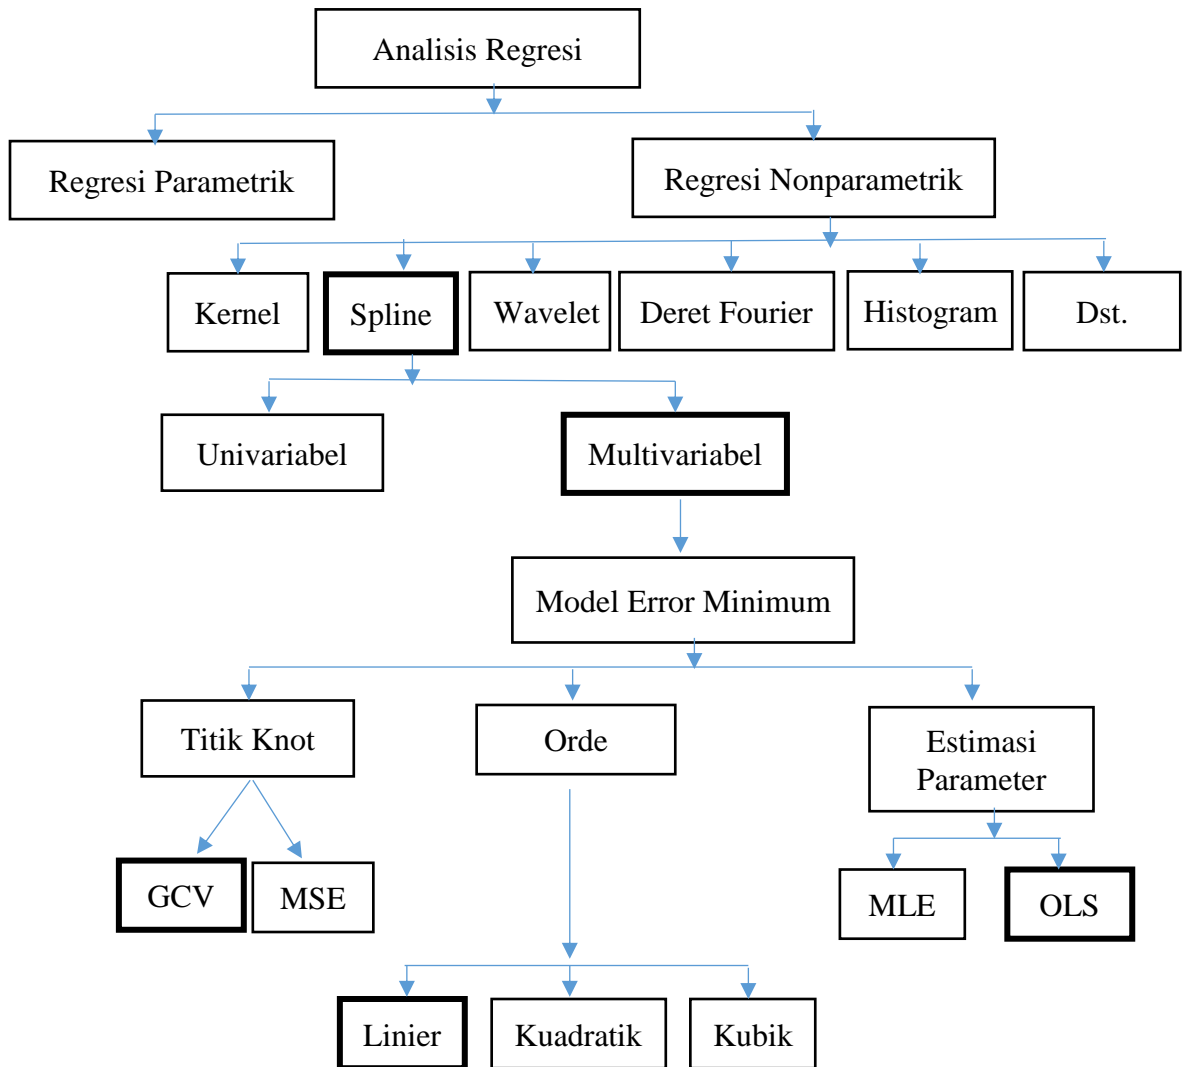 Analisis Regresi
Regresi Parametrik
Regresi Nonparametrik
Kernel
Spline
Wavelet
Deret Fourier
Histogram
Dst.
Univariabel
Multivariabel
Model Error Minimum
Titik Knot
Orde
Estimasi
Parameter
GCV
MSE
MLE
OLS
Linier
Kuadratik
Kubik